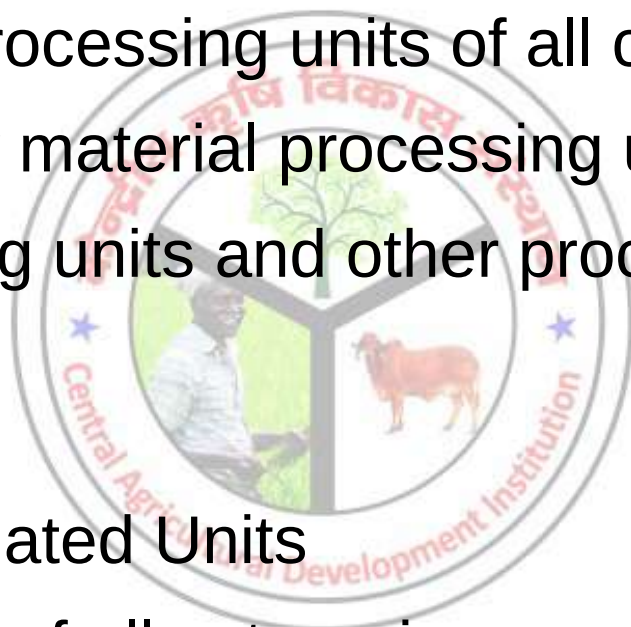 rocessing units of all
material processing
g units and other proc
ated Units
केन्द्रीय कृषि विकास संस्थान
Central Agricultural Development Institution